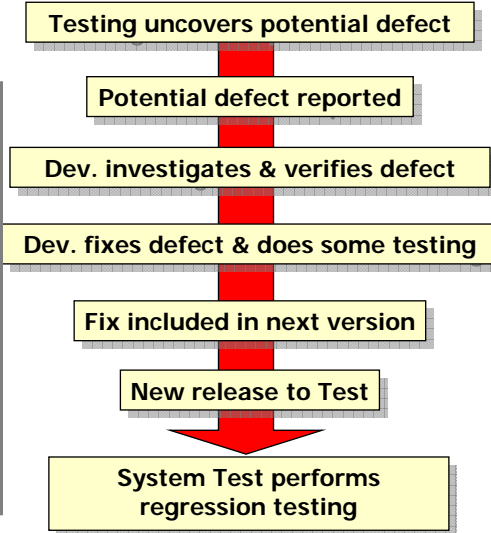 Testing uncovers potential defect
Potential defect reported
Dev. investigates & verifies defect
Dev. fixes defect & does some testing
Fix included in next version
New release to Test
System Test performs
regression testing